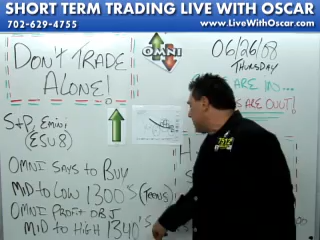 SHORT TERM TRADING LIVE WITH OSCAR
702-629-4755
www.LiveWithOscar.com
DON'T TRADE
ALONE!
OMNI
06/26/08
THURSDAY
ARE IN...
ARE OUT!
S+P Emini
(ESU8)
OMNI SAYS TO BUY
MID TO LOW 1300'S (TEENS)
OMNI PROFIT OBJ
MID TO HIGH 1340'S